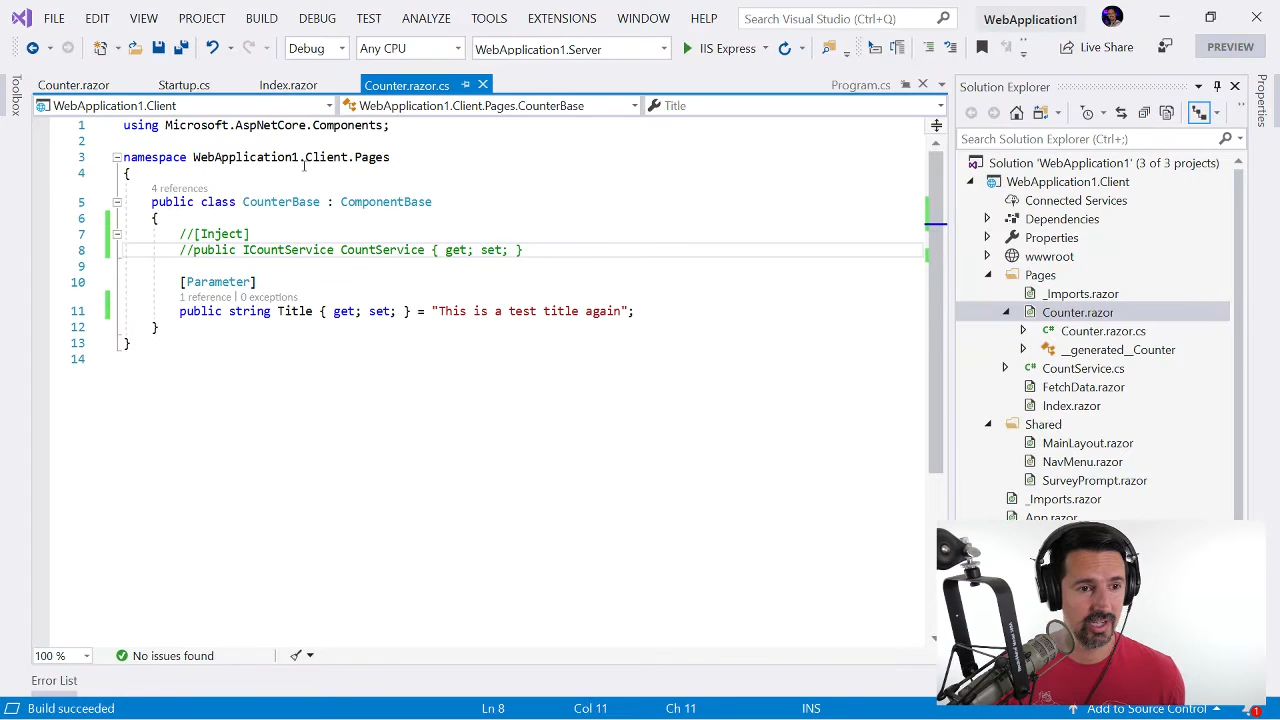 FILE EDIT VIEW PROJECT BUILD DEBUG TEST ANALYZE TOOLS EXTENSIONS WINDOW HELP Search Visual Studio (Ctrl+Q) WebApplication1
Debug Any CPU WebApplication1.Server IIS Express Live Share PREVIEW
Toolbox
Counter.razor Startup.cs Index.razor Counter.razor.cs Program.cs
WebApplication1.Client WebApplication1.Client.Pages.CounterBase Title
1 using Microsoft.AspNetCore.Components;
2
3 namespace WebApplication1.Client.Pages
4 {
4 references
5 public class CounterBase : ComponentBase
6 {
7 //[Inject]
8 //public ICountService CountService { get; set; }
9
10 [Parameter]
1 reference | 0 exceptions
11 public string Title { get; set; } = "This is a test title again";
12 }
13 }
14
100 % No issues found
Error List
Build succeeded Ln 8 Col 11 Ch 11 INS Add to Source Control 1
Solution Explorer
Search Solution Explorer (Ctrl+;)
Solution 'WebApplication1' (3 of 3 projects)
WebApplication1.Client
Connected Services
Dependencies
Properties
wwwroot
Pages
_Imports.razor
Counter.razor
C# Counter.razor.cs
__generated__Counter
C# CountService.cs
FetchData.razor
Index.razor
Shared
MainLayout.razor
NavMenu.razor
SurveyPrompt.razor
_Imports.razor
App.razor
Properties